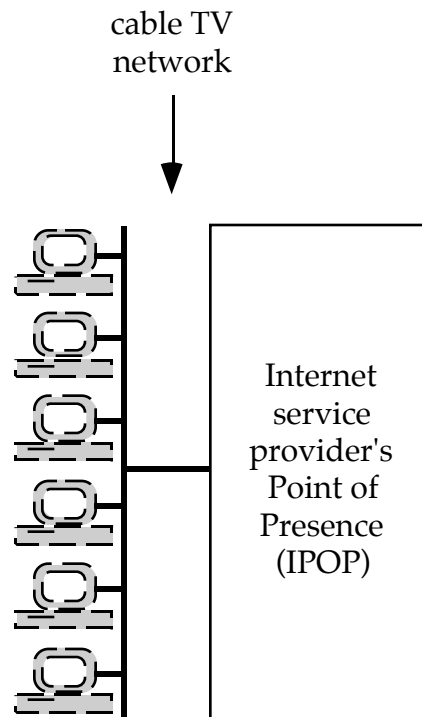 cable TV
network
Internet
service
provider's
Point of
Presence
(IPOP)